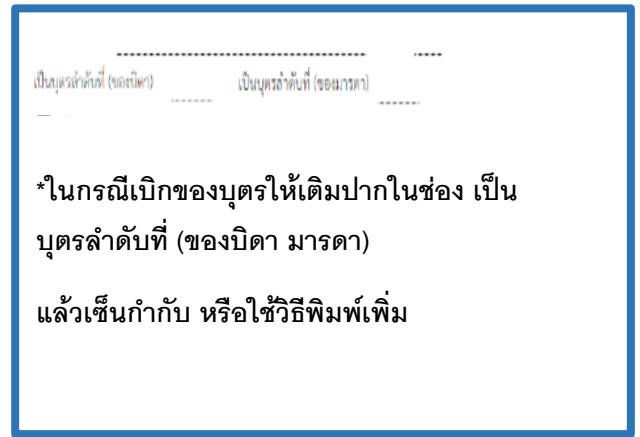 เป็นบุตรลำดับที่ (ของบิดา) เป็นบุตรลำดับที่ (ของมารดา)
*ในกรณีเบิกของบุตรให้เติมปากในช่อง เป็น
บุตรลำดับที่ (ของบิดา มารดา)
แล้วเซ็นกำกับ หรือใช้วิธีพิมพ์เพิ่ม